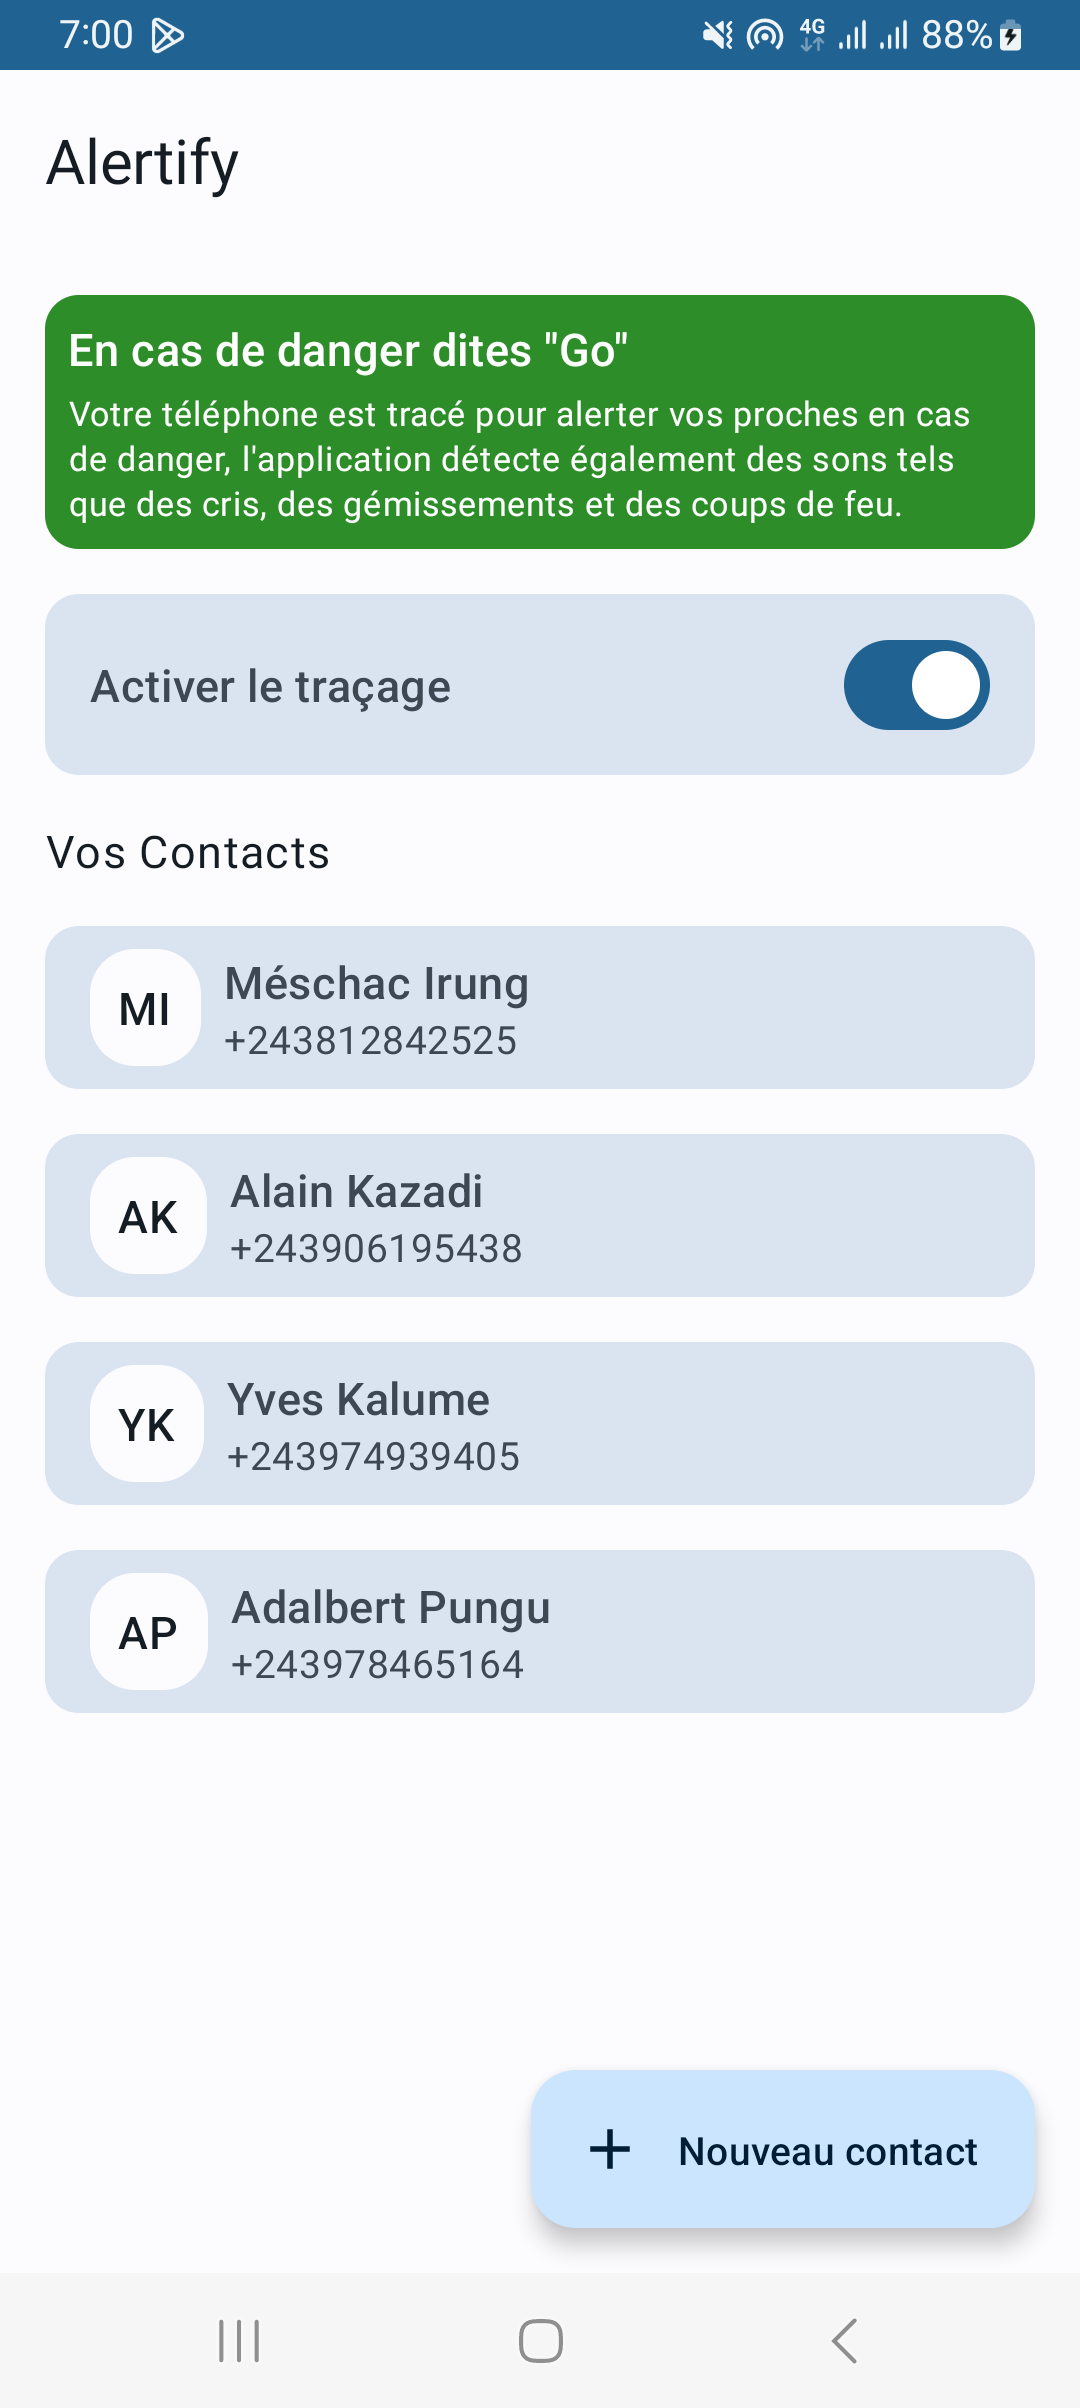 7:00
4G
88%
Alertify
En cas de danger dites "Go"
Votre téléphone est tracé pour alerter vos proches en cas
de danger, l'application détecte également des sons tels
que des cris, des gémissements et des coups de feu.
Activer le traçage
Vos Contacts
MI
Méschac Irung
+243812842525
AK
Alain Kazadi
+243906195438
YK
Yves Kalume
+243974939405
AP
Adalbert Pungu
+243978465164
Nouveau contact